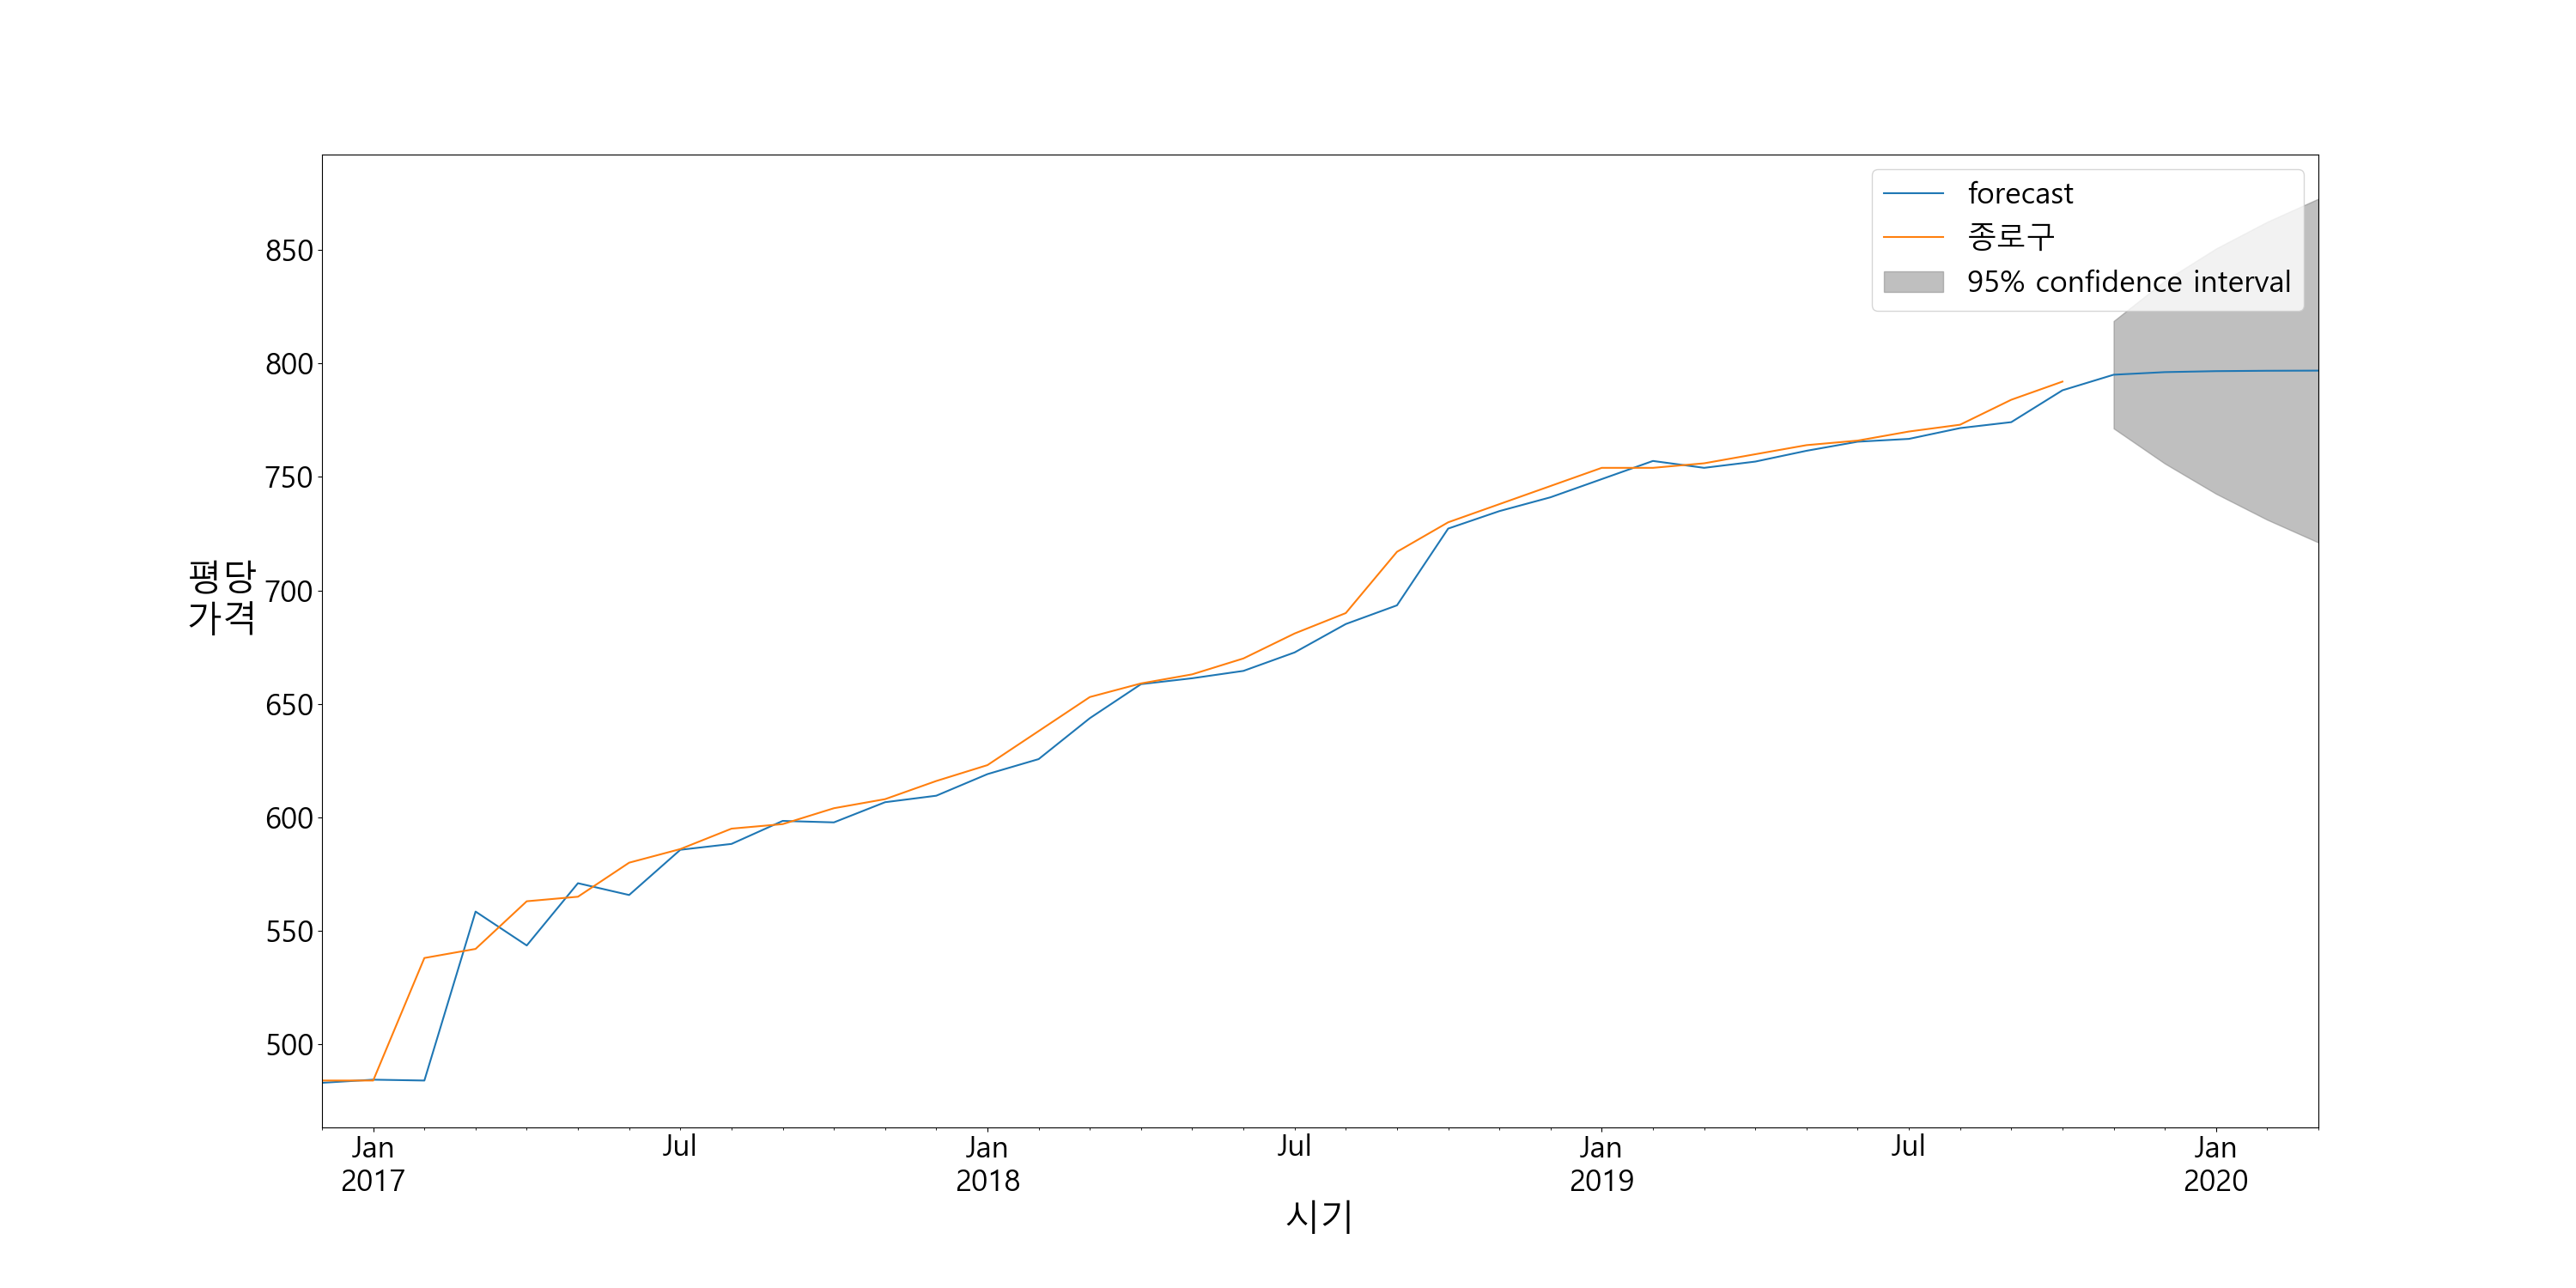 forecast
종로구
95% confidence interval
850
800
750
700
650
600
550
500
평당
가격
Jan
2017
Jul
Jan
2018
Jul
Jan
2019
Jul
Jan
2020
시기